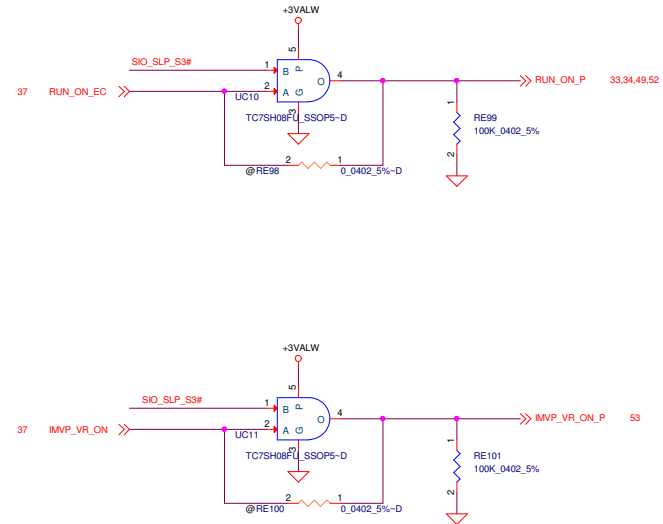 +3VALW
5
SIO_SLP_S3#
1 B P
O 4
37 RUN_ON_EC
2 A G
RUN_ON_P 33,34,49,52
UC10
3
1
TC7SH08FU_SSOP5~D
RE99
100K_0402_5%
2
2 1
@RE98 0_0402_5%~D
+3VALW
5
SIO_SLP_S3#
1 B P
O 4
37 IMVP_VR_ON
2 A G
IMVP_VR_ON_P 53
UC11
3
1
TC7SH08FU_SSOP5~D
RE101
100K_0402_5%
2
2 1
@RE100 0_0402_5%~D